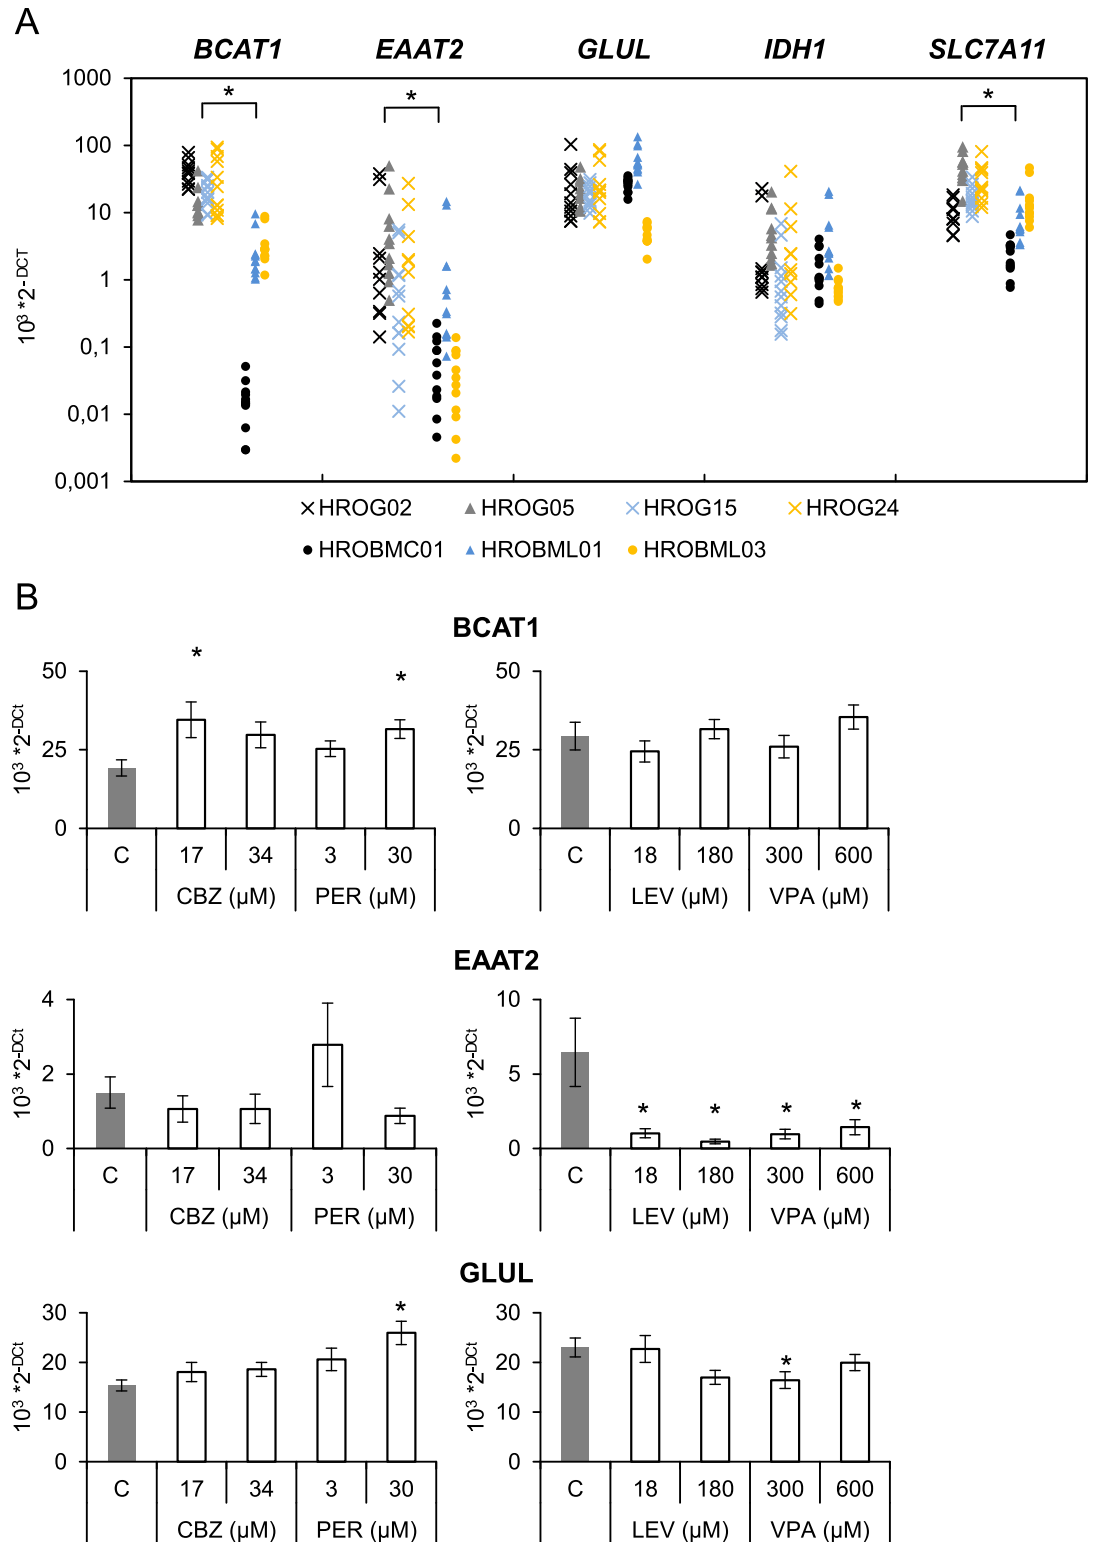 A
BCAT1 EAAT2 GLUL IDH1 SLC7A11
1000
100
10
1
0,1
0,01
0,001
10³ *2-ᴰᶜᵀ
* * *
HROG02 HROG05 HROG15 HROG24
HROBMC01 HROBML01 HROBML03
B
BCAT1
10³ *2-ᴰᶜᵗ
50
25
0
* *
C 17 34 3 30
CBZ (µM) PER (µM)
10³ *2-ᴰᶜᵗ
50
25
0
C 18 180 300 600
LEV (µM) VPA (µM)
EAAT2
10³ *2-ᴰᶜᵗ
4
2
0
C 17 34 3 30
CBZ (µM) PER (µM)
10³ *2-ᴰᶜᵗ
10
5
0
* * * *
C 18 180 300 600
LEV (µM) VPA (µM)
GLUL
10³ *2-ᴰᶜᵗ
30
20
10
0
*
C 17 34 3 30
CBZ (µM) PER (µM)
10³ *2-ᴰᶜᵗ
30
20
10
0
*
C 18 180 300 600
LEV (µM) VPA (µM)